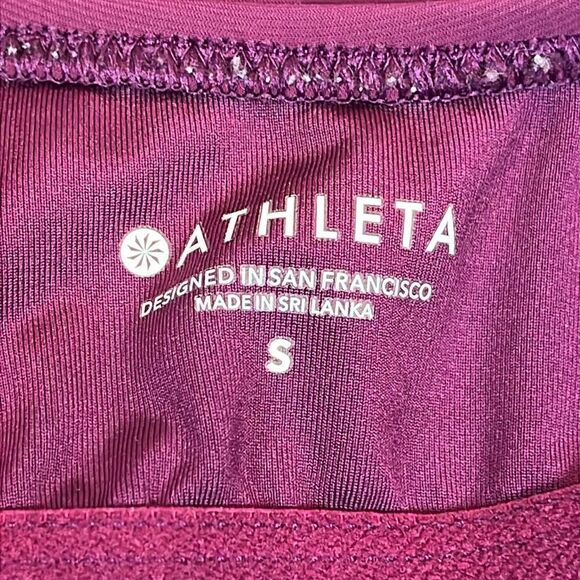 ATHLETA
DESIGNED IN SAN FRANCISCO
MADE IN SRI LANKA
S